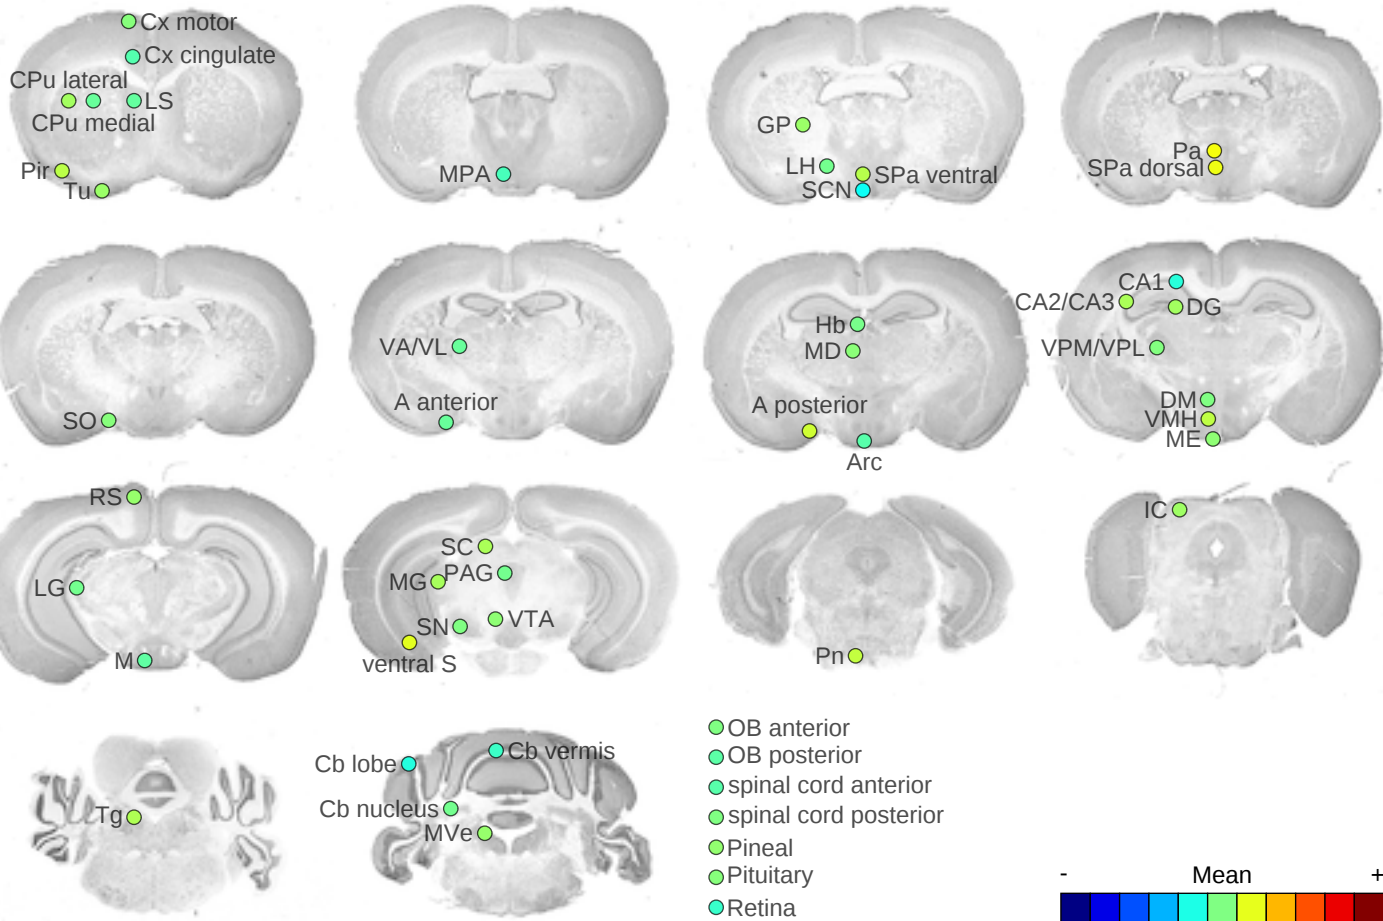 Cx motor
Cx cingulate
CPu lateral
LS
CPu medial
Pir
Tu
MPA
GP
LH
SPa ventral
SCN
Pa
SPa dorsal
SO
VA/VL
A anterior
Hb
MD
A posterior
Arc
CA1
CA2/CA3
DG
VPM/VPL
DM
VMH
ME
RS
LG
M
SC
MG
PAG
SN
VTA
ventral S
Pn
IC
Tg
Cb lobe
Cb vermis
Cb nucleus
MVe
OB anterior
OB posterior
spinal cord anterior
spinal cord posterior
Pineal
Pituitary
Retina
- Mean +